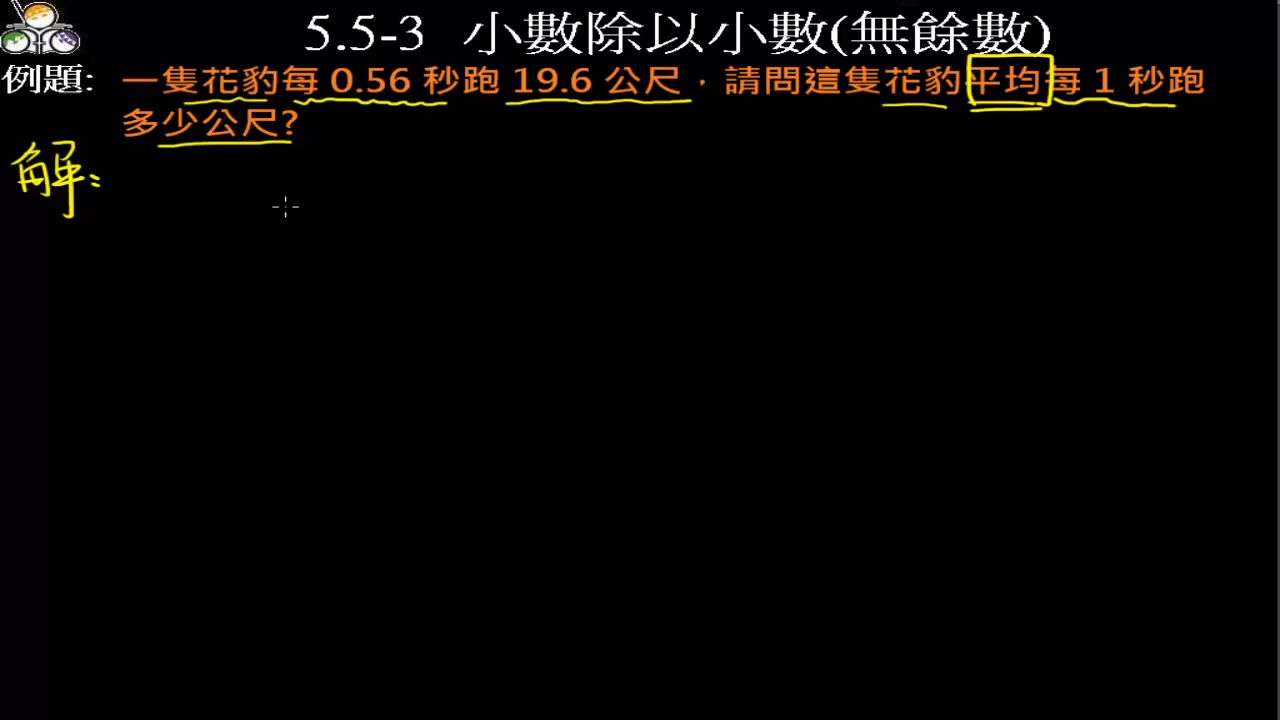 5.5-3 小數除以小數(無餘數)
例題: 一隻花豹每 0.56 秒跑 19.6 公尺，請問這隻花豹平均每 1 秒跑
多少公尺?
解: